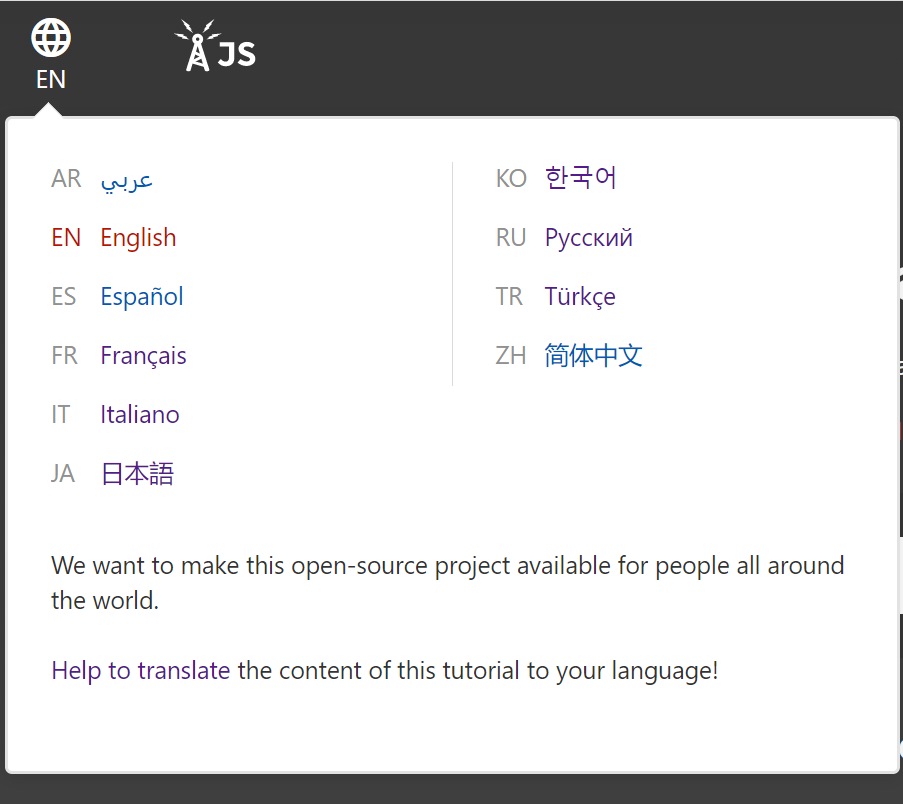 EN
JS
AR عربي
EN English
ES Español
FR Français
IT Italiano
JA 日本語
KO 한국어
RU Русский
TR Türkçe
ZH 简体中文
We want to make this open-source project available for people all around
the world.
Help to translate the content of this tutorial to your language!